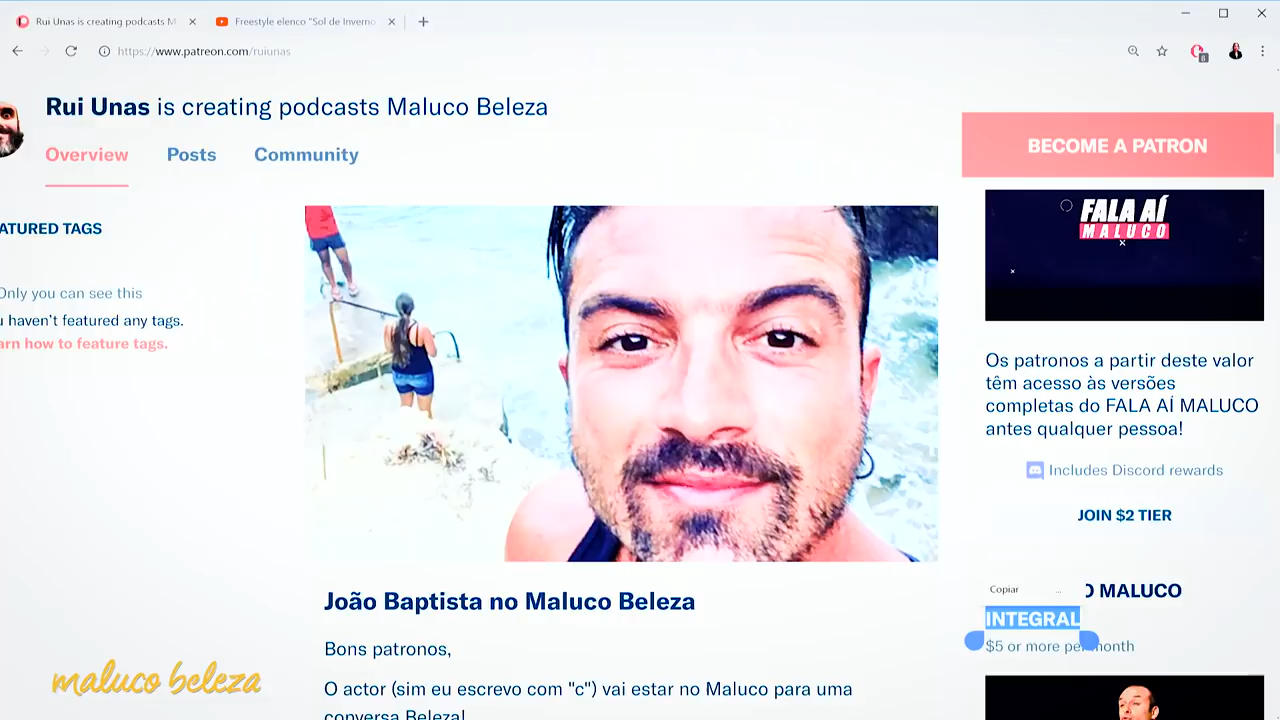 Rui Unas is creating podcasts M
Freestyle elenco "Sol de Inverno
https://www.patreon.com/ruiunas
6
Rui Unas is creating podcasts Maluco Beleza
Overview Posts Community
BECOME A PATRON
ATURED TAGS
Only you can see this
u haven't featured any tags.
arn how to feature tags.
FALA AÍ
MALUCO
Os patronos a partir deste valor
têm acesso às versões
completas do FALA AÍ MALUCO
antes qualquer pessoa!
Includes Discord rewards
JOIN $2 TIER
Copiar ...
O MALUCO
INTEGRAL
$5 or more per month
João Baptista no Maluco Beleza
Bons patronos,
O actor (sim eu escrevo com "c") vai estar no Maluco para uma
conversa Beleza!
maluco beleza